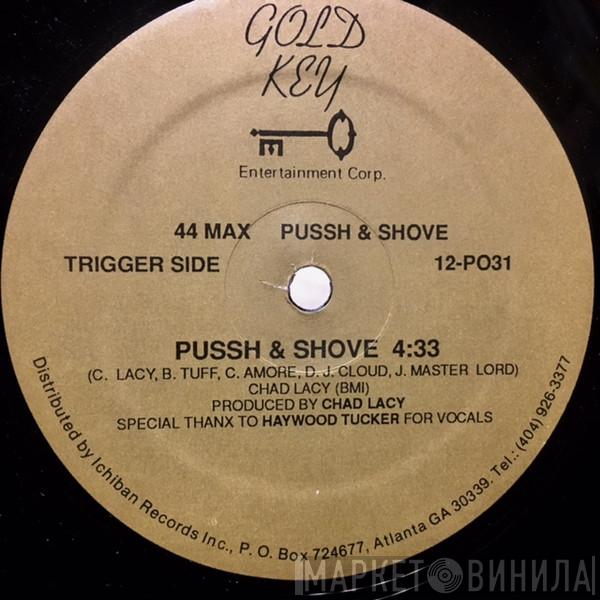 GOLD
KEY
Entertainment Corp.
44 MAX PUSSH & SHOVE
TRIGGER SIDE 12-PO31
PUSSH & SHOVE 4:33
(C. LACY, B. TUFF, C. AMORE, D. J. CLOUD, J. MASTER LORD)
CHAD LACY (BMI)
PRODUCED BY CHAD LACY
SPECIAL THANX TO HAYWOOD TUCKER FOR VOCALS
Distributed by Ichiban Records Inc., P. O. Box 724677, Atlanta GA 30339. Tel.: (404) 926-3377
МАРКЕТ ВИНИЛА